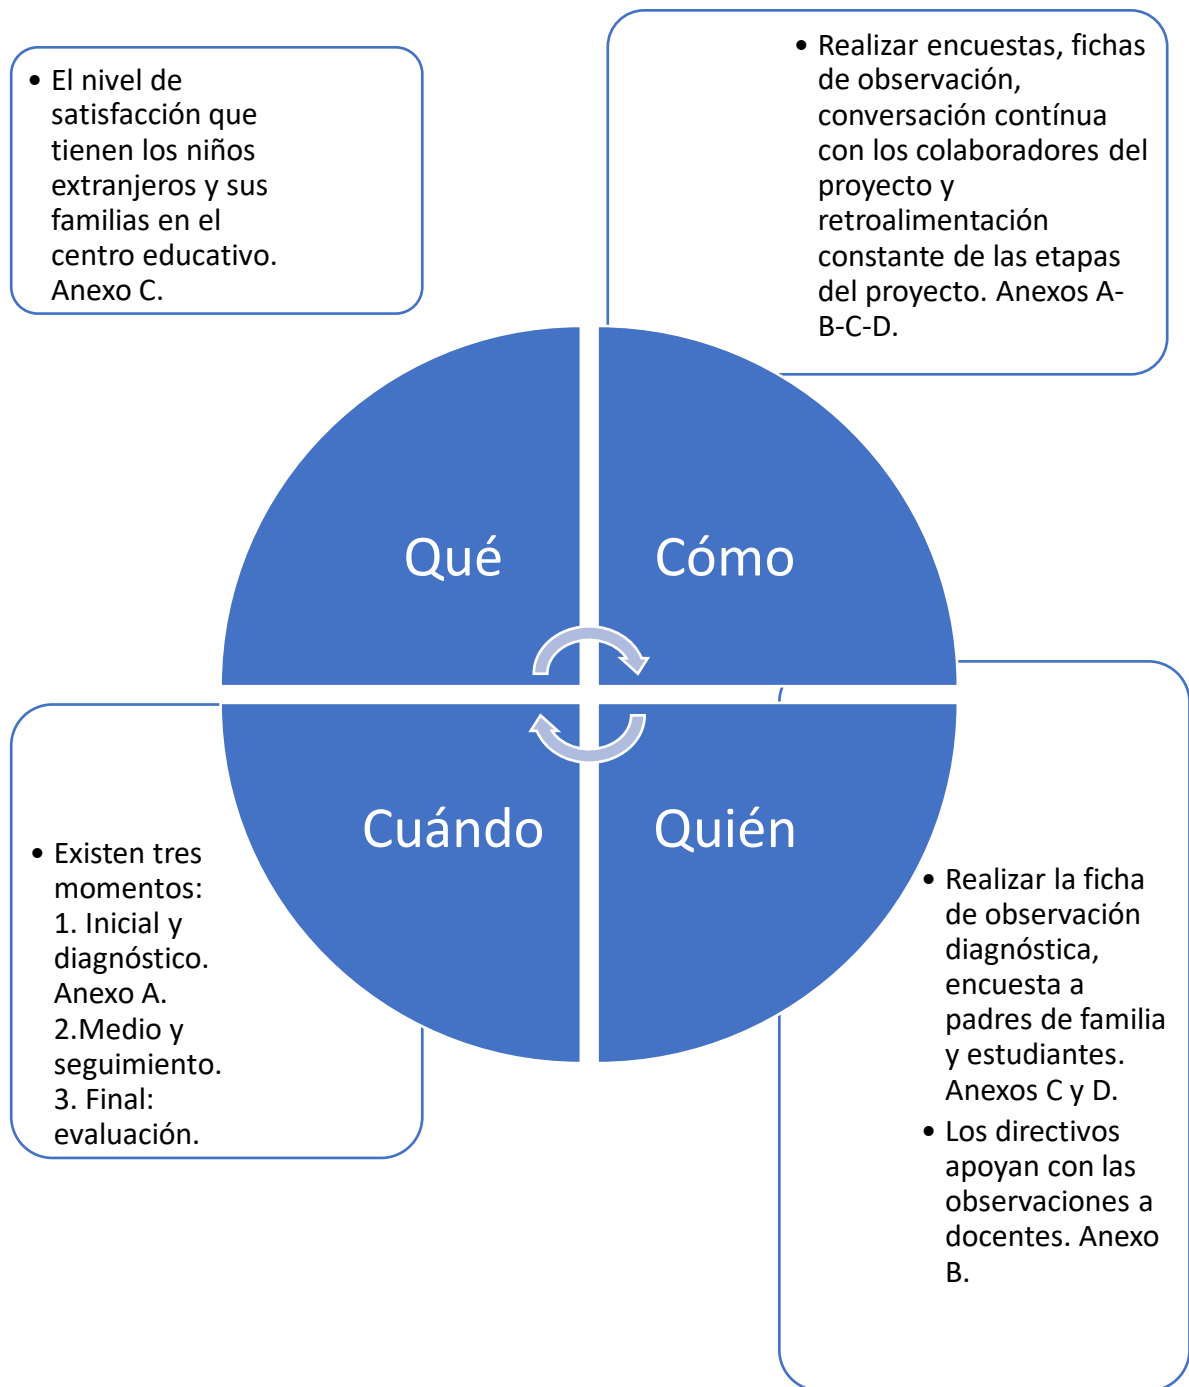 • El nivel de
satisfacción que
tienen los niños
extranjeros y sus
familias en el
centro educativo.
Anexo C.
• Realizar encuestas, fichas
de observación,
conversación contínua
con los colaboradores del
proyecto y
retroalimentación
constante de las etapas
del proyecto. Anexos A-
B-C-D.
Qué
Cómo
Cuándo
Quién
• Existen tres
momentos:
1. Inicial y
diagnóstico.
Anexo A.
2.Medio y
seguimiento.
3. Final:
evaluación.
• Realizar la ficha
de observación
diagnóstica,
encuesta a
padres de familia
y estudiantes.
Anexos C y D.
• Los directivos
apoyan con las
observaciones a
docentes. Anexo
B.